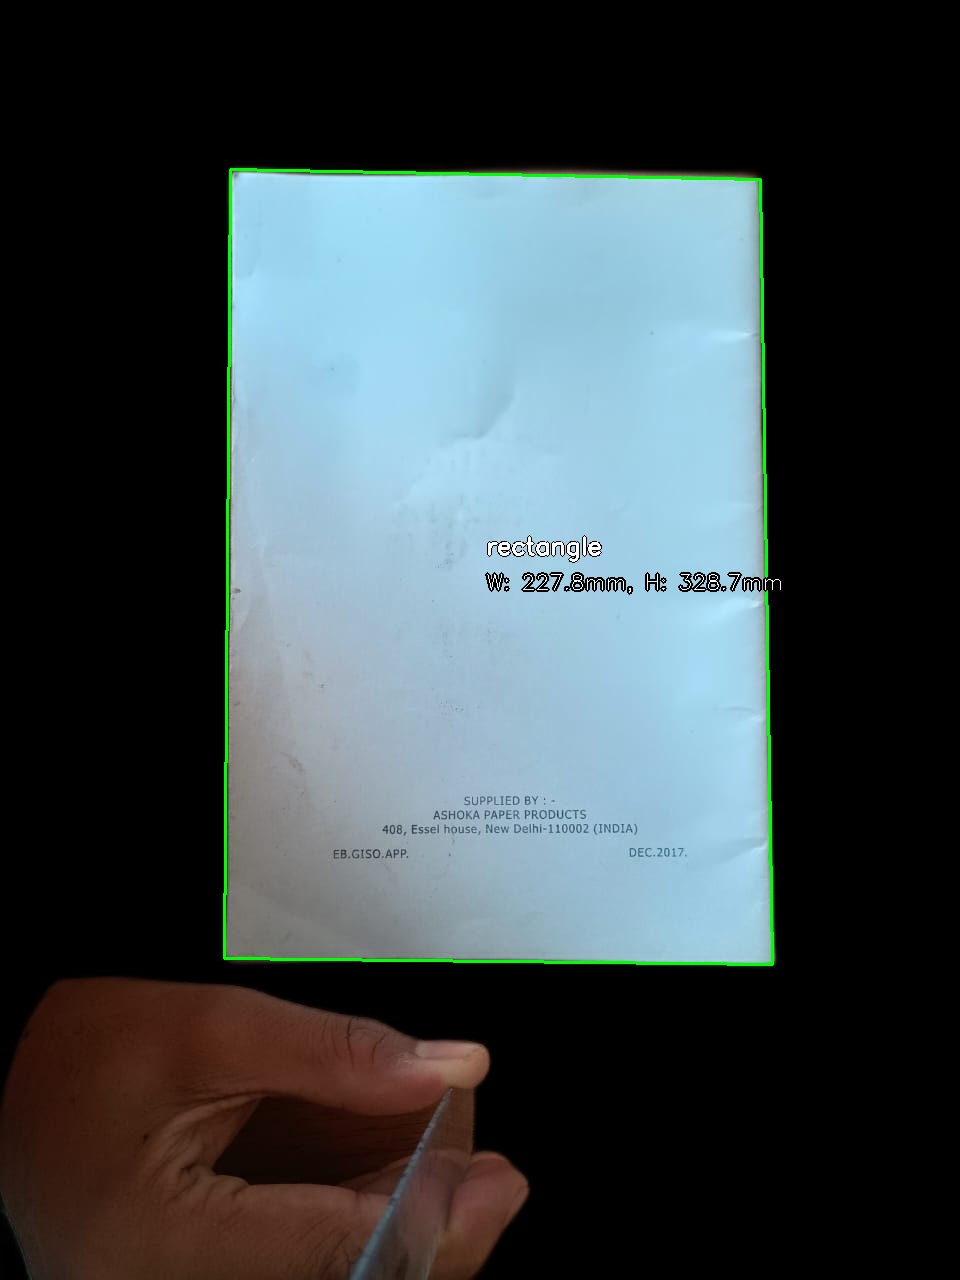 rectangle
W: 227.8mm, H: 328.7mm
SUPPLIED BY : -
ASHOKA PAPER PRODUCTS
408, Essel house, New Delhi-110002 (INDIA)
EB.GISO.APP. DEC.2017.